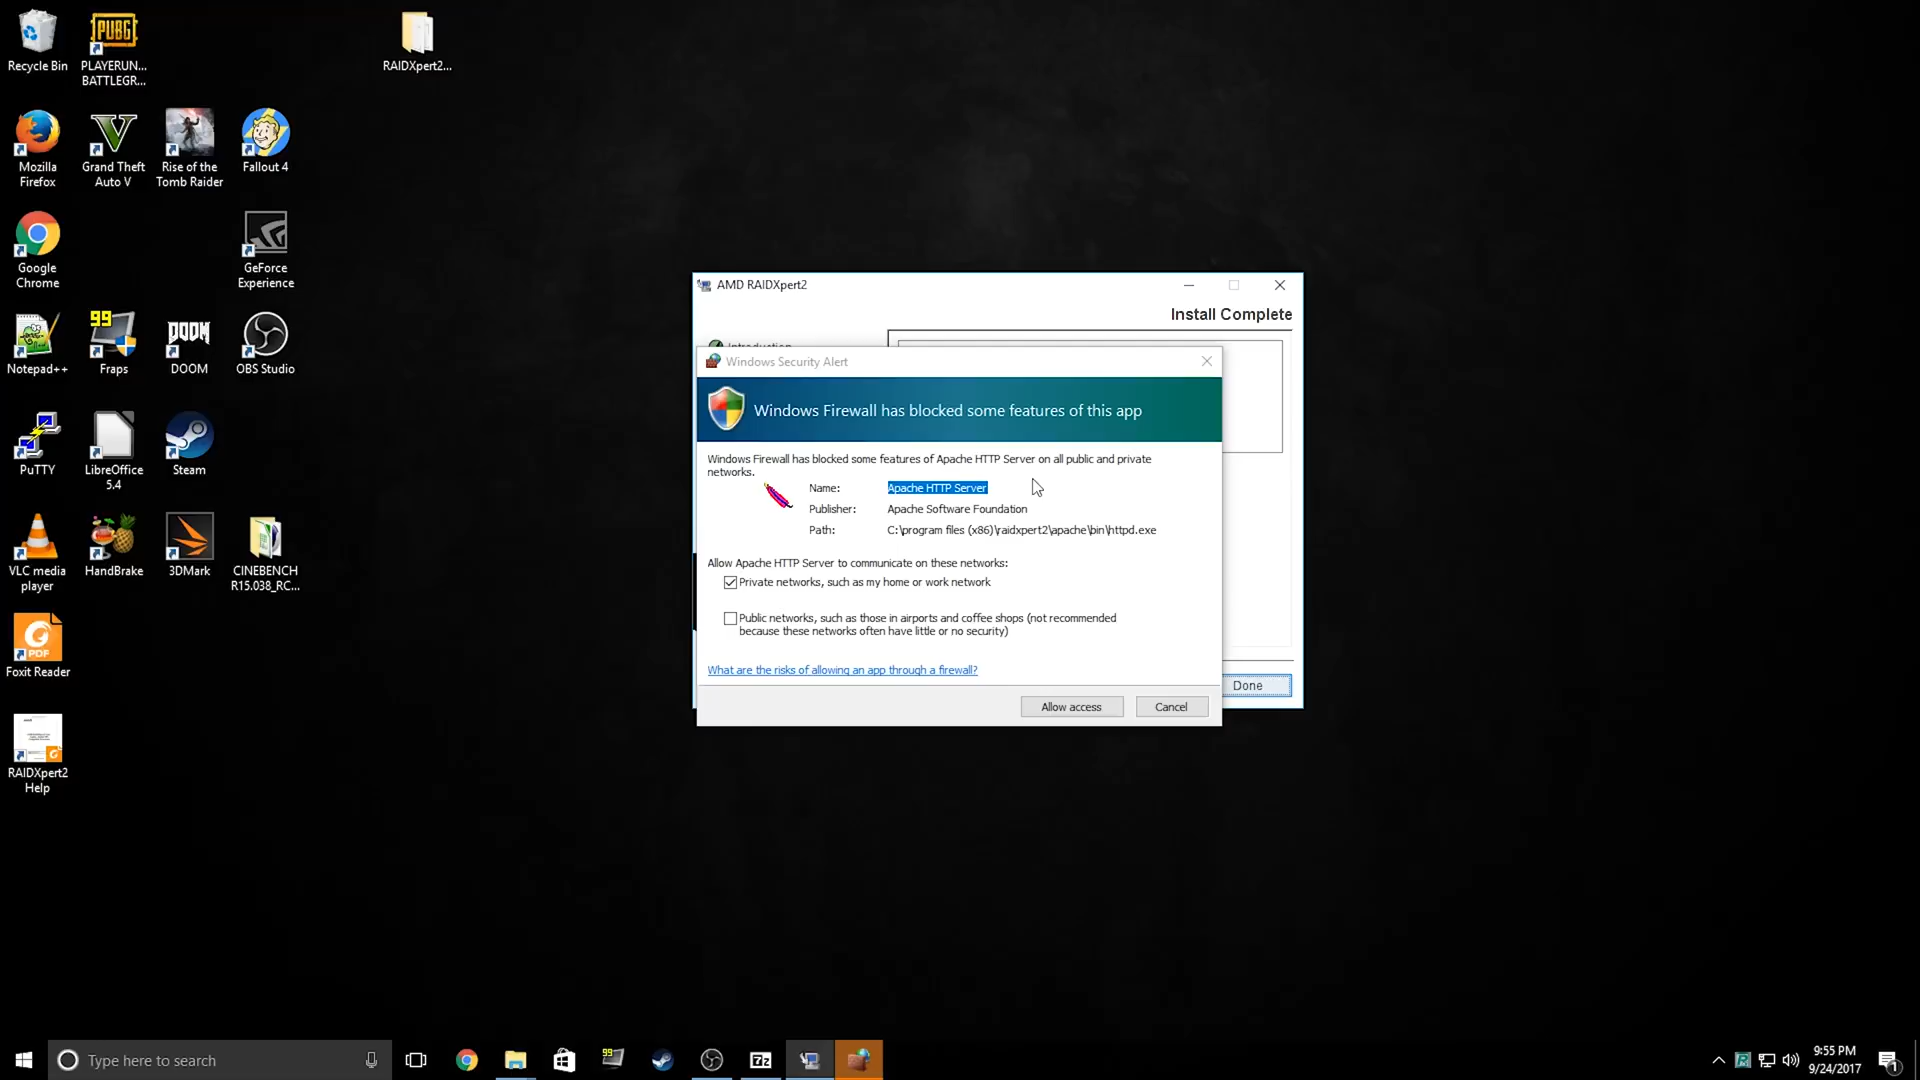 Recycle Bin
PUBG
PLAYERUN...
BATTLEGR...
RAIDXpert2...
Mozilla
Firefox
Grand Theft
Auto V
Rise of the
Tomb Raider
Fallout 4
Google
Chrome
GeForce
Experience
Notepad++
99
Fraps
DOOM
DOOM
OBS Studio
PuTTY
LibreOffice
5.4
Steam
VLC media
player
HandBrake
3DMark
CINEBENCH
R15.038_RC...
PDF
Foxit Reader
RAIDXpert2
Help
AMD RAIDXpert2
Install Complete
Introduction
Windows Security Alert
Windows Firewall has blocked some features of this app
Windows Firewall has blocked some features of Apache HTTP Server on all public and private
networks.
Name: Apache HTTP Server
Publisher: Apache Software Foundation
Path: C:\program files (x86)\raidxpert2\apache\bin\httpd.exe
Allow Apache HTTP Server to communicate on these networks:
Private networks, such as my home or work network
Public networks, such as those in airports and coffee shops (not recommended
because these networks often have little or no security)
What are the risks of allowing an app through a firewall?
Done
Allow access
Cancel
Type here to search
99
7z
9:55 PM
9/24/2017
1